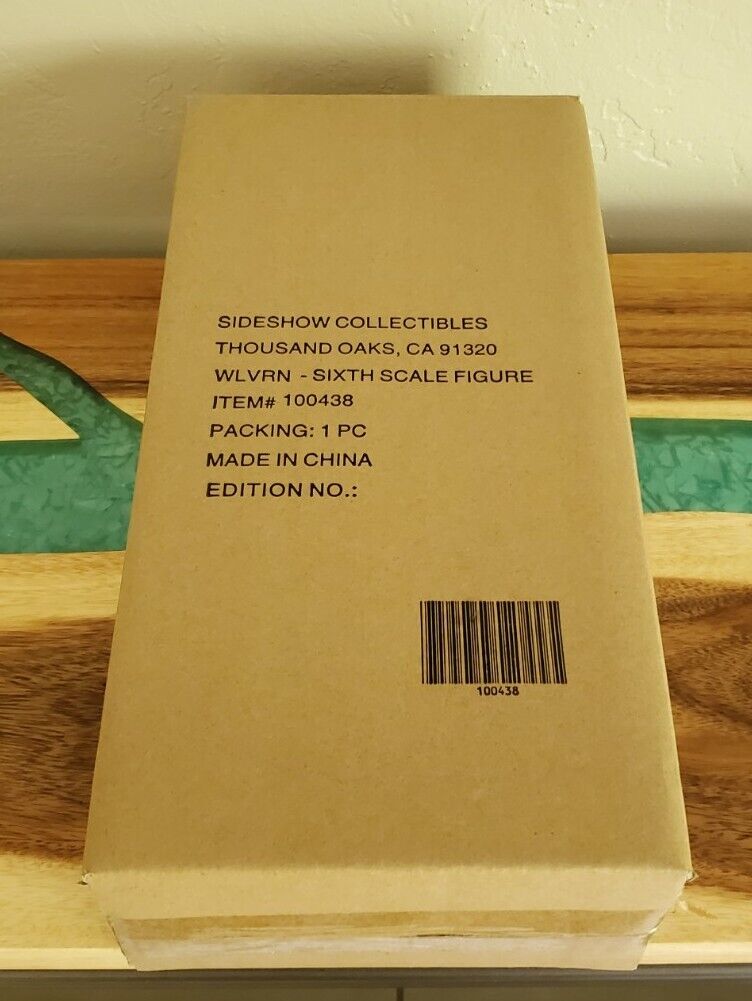 SIDESHOW COLLECTIBLES
THOUSAND OAKS, CA 91320
WLVRN - SIXTH SCALE FIGURE
ITEM# 100438
PACKING: 1 PC
MADE IN CHINA
EDITION NO.:
100438